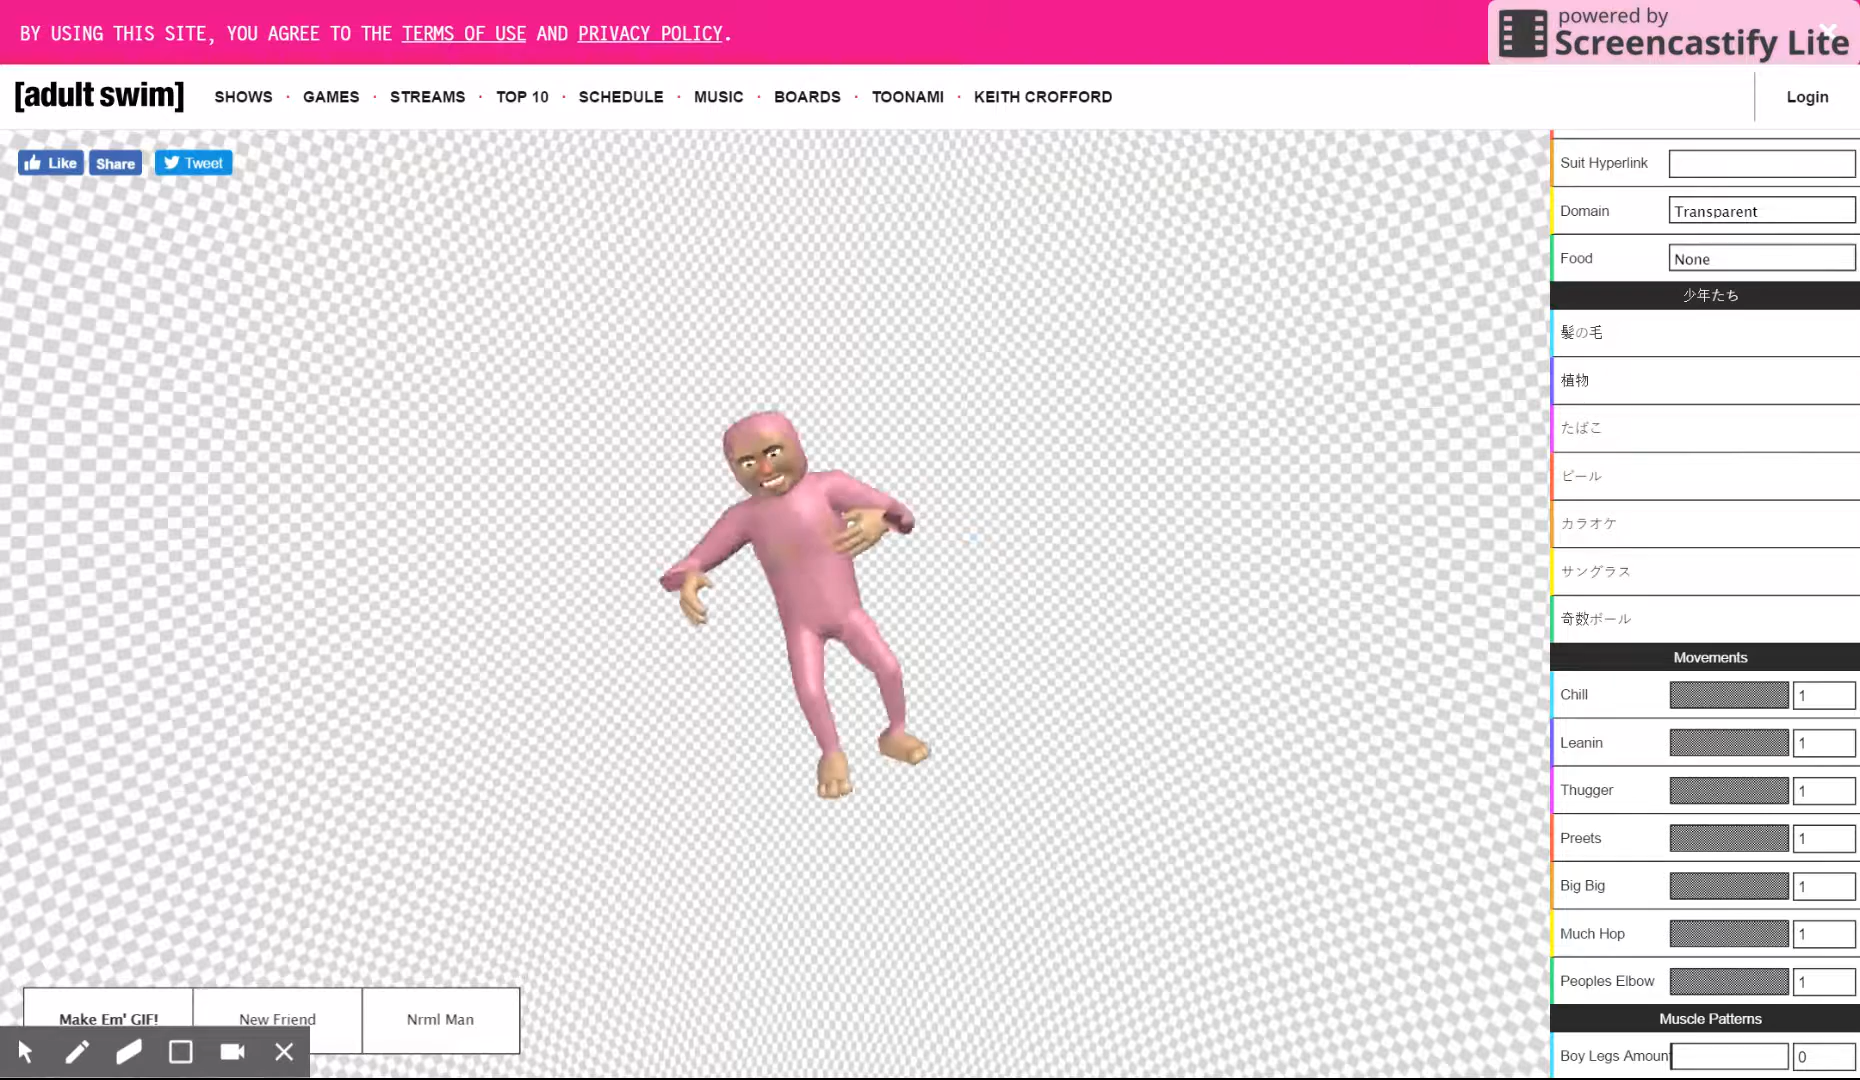 BY USING THIS SITE, YOU AGREE TO THE TERMS OF USE AND PRIVACY POLICY.
powered by
Screencastify Lite
[adult swim] SHOWS · GAMES · STREAMS · TOP 10 · SCHEDULE · MUSIC · BOARDS · TOONAMI · KEITH CROFFORD Login
Like Share Tweet
Suit Hyperlink
Domain Transparent
Food None
少年たち
髪の毛
植物
たばこ
ビール
カラオケ
サングラス
奇数ボール
Movements
Chill 1
Leanin 1
Thugger 1
Preets 1
Big Big 1
Much Hop 1
Peoples Elbow 1
Muscle Patterns
Boy Legs Amount 0
Make Em' GIF! New Friend Nrml Man